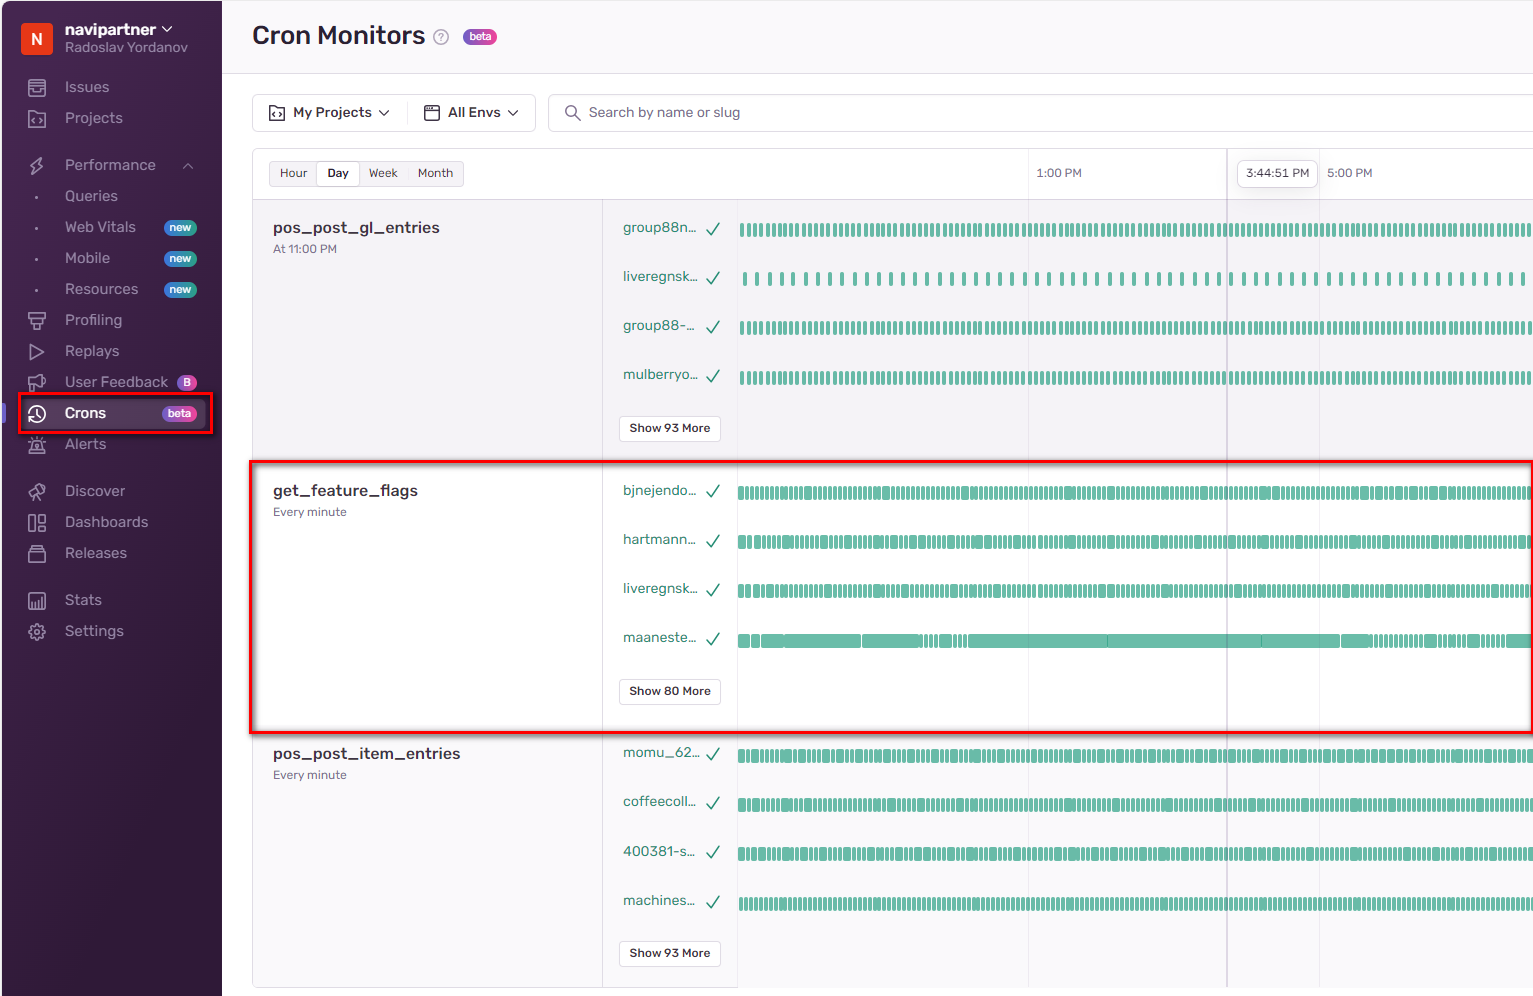 N
navipartner
Radoslav Yordanov
Issues
Projects
Performance
Queries
Web Vitals new
Mobile new
Resources new
Profiling
Replays
User Feedback B
Crons beta
Alerts
Discover
Dashboards
Releases
Stats
Settings
Cron Monitors ? beta
My Projects All Envs Search by name or slug
Hour Day Week Month 1:00 PM 3:44:51 PM 5:00 PM
pos_post_gl_entries
At 11:00 PM
group88n...
liveregnsk...
group88-...
mulberryo...
Show 93 More
get_feature_flags
Every minute
bjnejendo...
hartmann...
liveregnsk...
maaneste...
Show 80 More
pos_post_item_entries
Every minute
momu_62...
coffeecoll...
400381-s...
machines...
Show 93 More